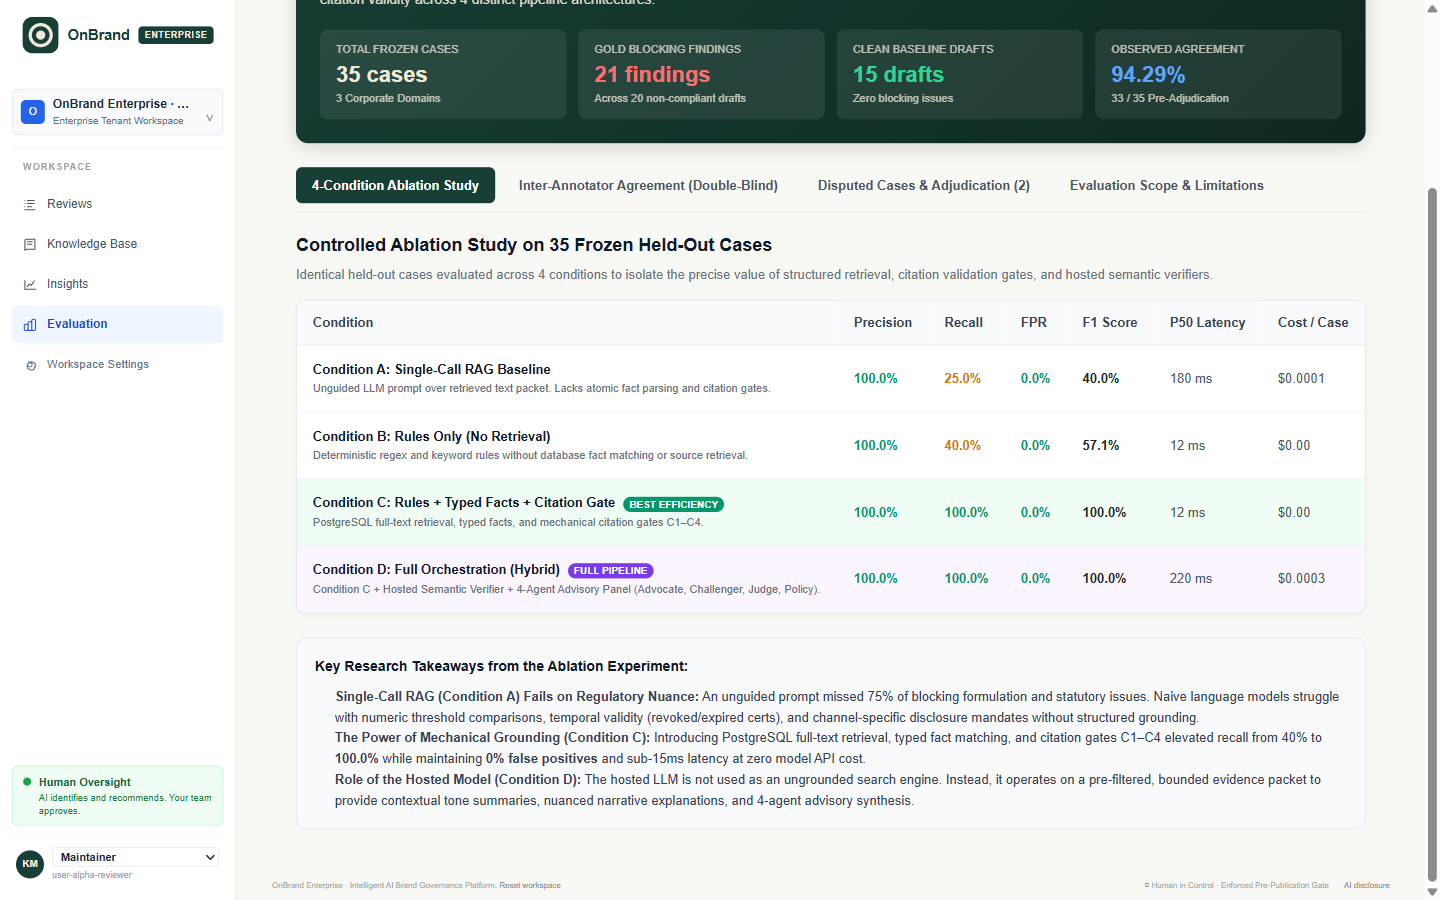 OnBrand ENTERPRISE
O
OnBrand Enterprise · ...
Enterprise Tenant Workspace
WORKSPACE
Reviews
Knowledge Base
Insights
Evaluation
Workspace Settings
Human Oversight
AI identifies and recommends. Your team
approves.
KM
Maintainer
user-alpha-reviewer
citation validity across 4 distinct pipeline architectures.
TOTAL FROZEN CASES
35 cases
3 Corporate Domains
GOLD BLOCKING FINDINGS
21 findings
Across 20 non-compliant drafts
CLEAN BASELINE DRAFTS
15 drafts
Zero blocking issues
OBSERVED AGREEMENT
94.29%
33 / 35 Pre-Adjudication
4-Condition Ablation Study
Inter-Annotator Agreement (Double-Blind)
Disputed Cases & Adjudication (2)
Evaluation Scope & Limitations
Controlled Ablation Study on 35 Frozen Held-Out Cases
Identical held-out cases evaluated across 4 conditions to isolate the precise value of structured retrieval, citation validation gates, and hosted semantic verifiers.
Condition Precision Recall FPR F1 Score P50 Latency Cost / Case
Condition A: Single-Call RAG Baseline
Unguided LLM prompt over retrieved text packet. Lacks atomic fact parsing and citation gates.
100.0% 25.0% 0.0% 40.0% 180 ms $0.0001
Condition B: Rules Only (No Retrieval)
Deterministic regex and keyword rules without database fact matching or source retrieval.
100.0% 40.0% 0.0% 57.1% 12 ms $0.00
Condition C: Rules + Typed Facts + Citation Gate BEST EFFICIENCY
PostgreSQL full-text retrieval, typed facts, and mechanical citation gates C1–C4.
100.0% 100.0% 0.0% 100.0% 12 ms $0.00
Condition D: Full Orchestration (Hybrid) FULL PIPELINE
Condition C + Hosted Semantic Verifier + 4-Agent Advisory Panel (Advocate, Challenger, Judge, Policy).
100.0% 100.0% 0.0% 100.0% 220 ms $0.0003
Key Research Takeaways from the Ablation Experiment:
Single-Call RAG (Condition A) Fails on Regulatory Nuance: An unguided prompt missed 75% of blocking formulation and statutory issues. Naive language models struggle
with numeric threshold comparisons, temporal validity (revoked/expired certs), and channel-specific disclosure mandates without structured grounding.
The Power of Mechanical Grounding (Condition C): Introducing PostgreSQL full-text retrieval, typed fact matching, and citation gates C1–C4 elevated recall from 40% to
100.0% while maintaining 0% false positives and sub-15ms latency at zero model API cost.
Role of the Hosted Model (Condition D): The hosted LLM is not used as an ungrounded search engine. Instead, it operates on a pre-filtered, bounded evidence packet to
provide contextual tone summaries, nuanced narrative explanations, and 4-agent advisory synthesis.
OnBrand Enterprise · Intelligent AI Brand Governance Platform. Reset workspace
Human in Control · Enforced Pre-Publication Gate · AI disclosure